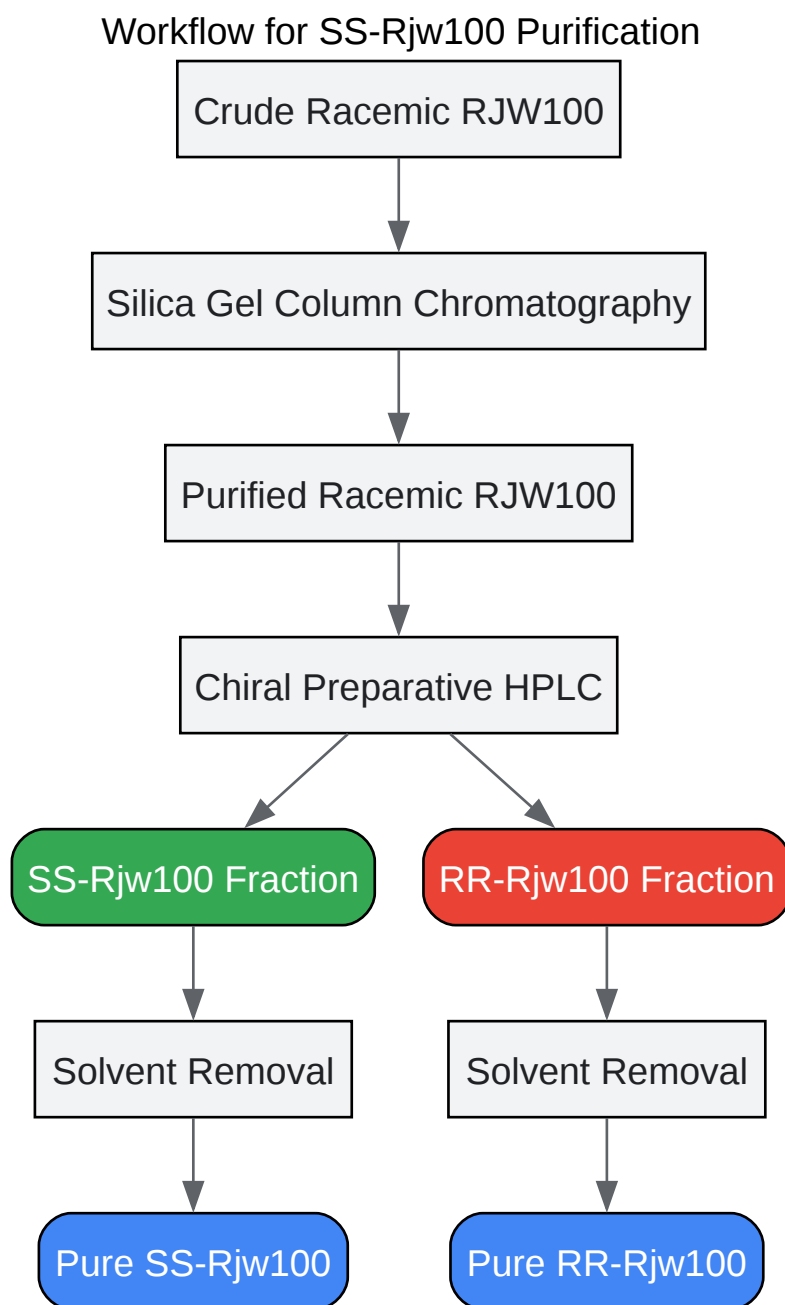 Workflow for SS-Rjw100 Purification
Crude Racemic RJW100
Silica Gel Column Chromatography
Purified Racemic RJW100
Chiral Preparative HPLC
SS-Rjw100 Fraction
RR-Rjw100 Fraction
Solvent Removal
Solvent Removal
Pure SS-Rjw100
Pure RR-Rjw100